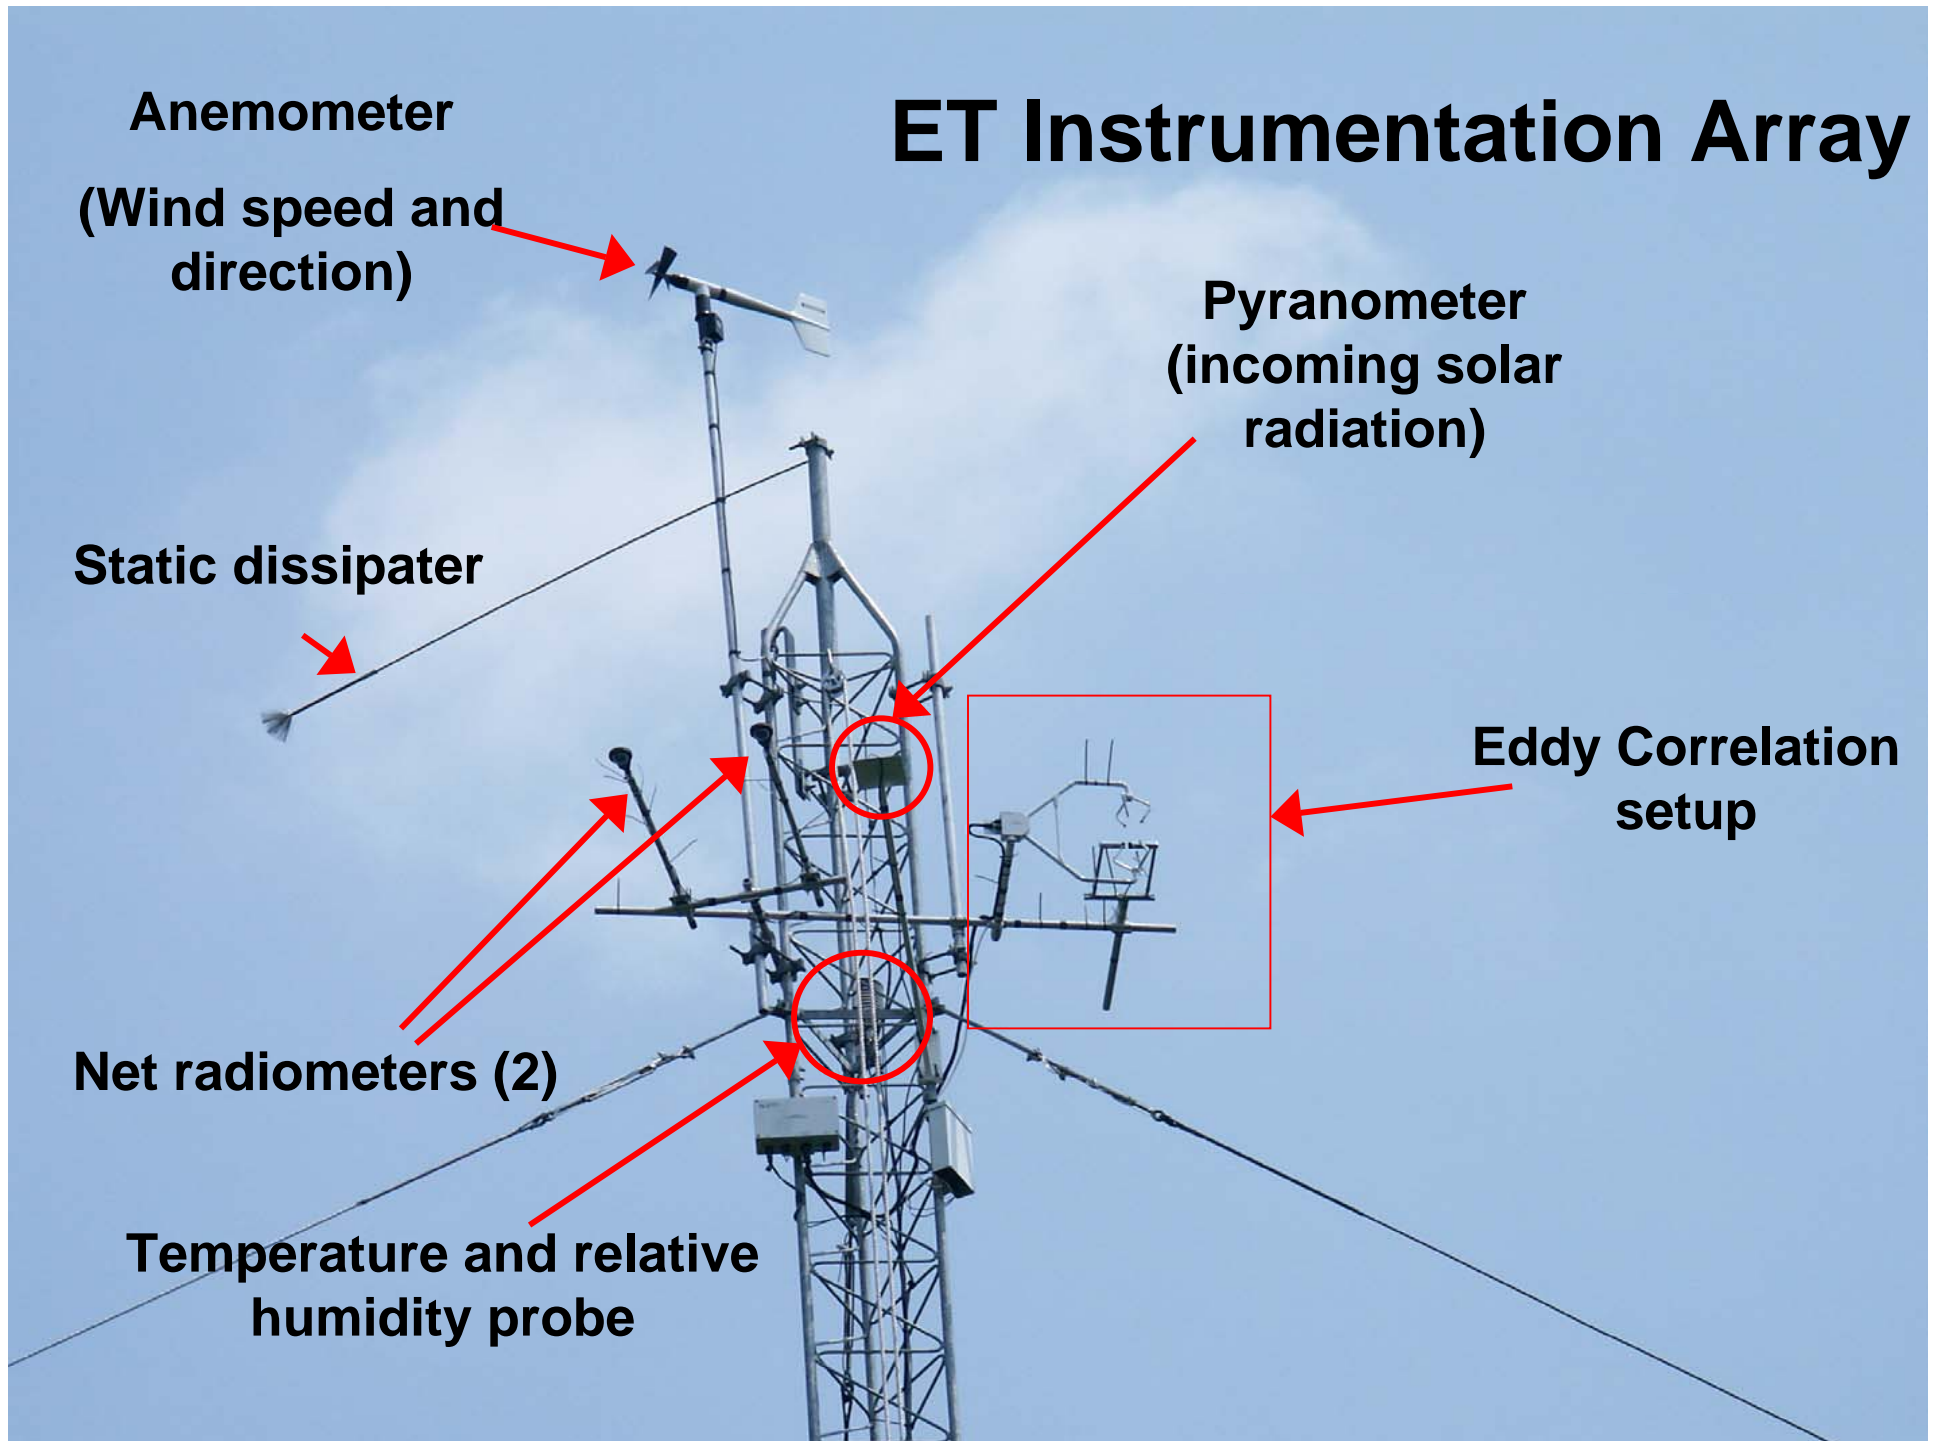 ET Instrumentation Array
Anemometer
(Wind speed and
direction)
Pyranometer
(incoming solar
radiation)
Static dissipater
Eddy Correlation
setup
Net radiometers (2)
Temperature and relative
humidity probe